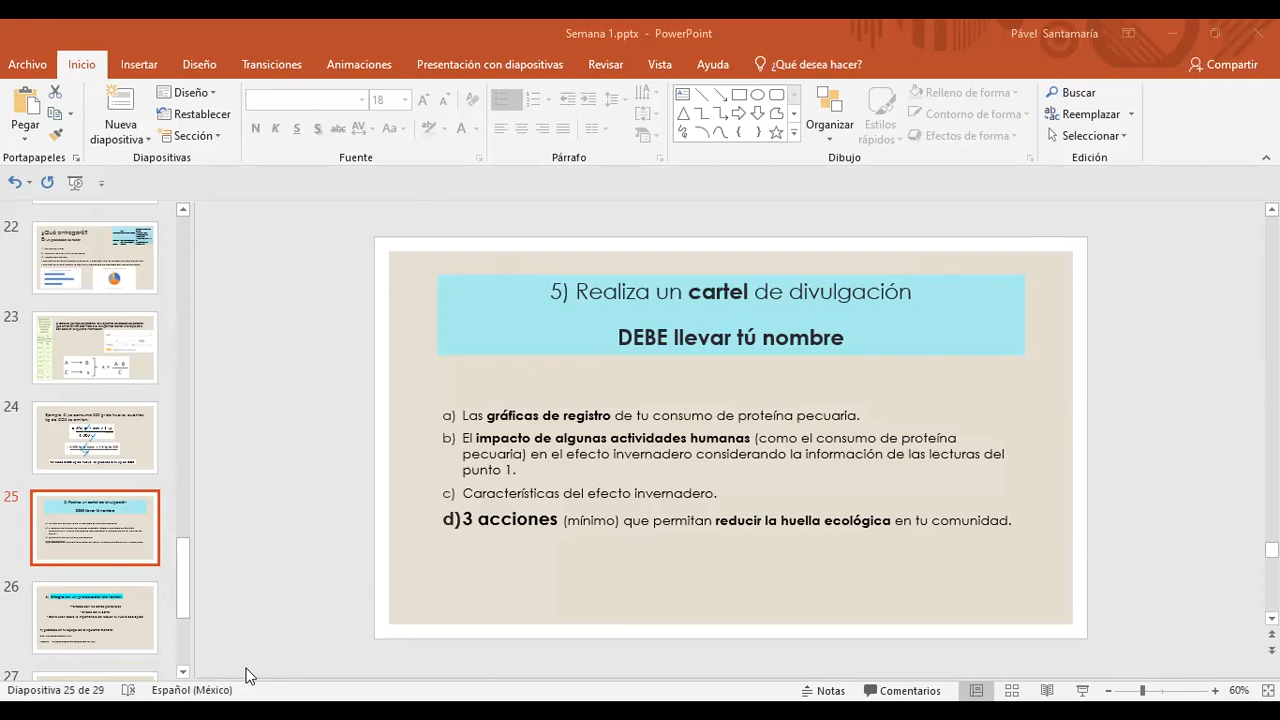 Semana 1.pptx - PowerPoint
Pável Santamaría
Archivo Inicio Insertar Diseño Transiciones Animaciones Presentación con diapositivas Revisar Vista Ayuda ¿Qué desea hacer? Compartir
Pegar
Nueva diapositiva
Diseño
Restablecer
Sección
18
N K S S abc AV Aa A
Organizar
Estilos rápidos
Relleno de forma
Contorno de forma
Efectos de forma
Buscar
Reemplazar
Seleccionar
Portapapeles Diapositivas Fuente Párrafo Dibujo Edición
22
¿Qué entregaré?
23
24
25
26
27
5) Realiza un cartel de divulgación
DEBE llevar tú nombre
a) Las gráficas de registro de tu consumo de proteína pecuaria.
b) El impacto de algunas actividades humanas (como el consumo de proteína
pecuaria) en el efecto invernadero considerando la información de las lecturas del
punto 1.
c) Características del efecto invernadero.
d)3 acciones (mínimo) que permitan reducir la huella ecológica en tu comunidad.
Diapositiva 25 de 29 Español (México) Notas Comentarios 60%